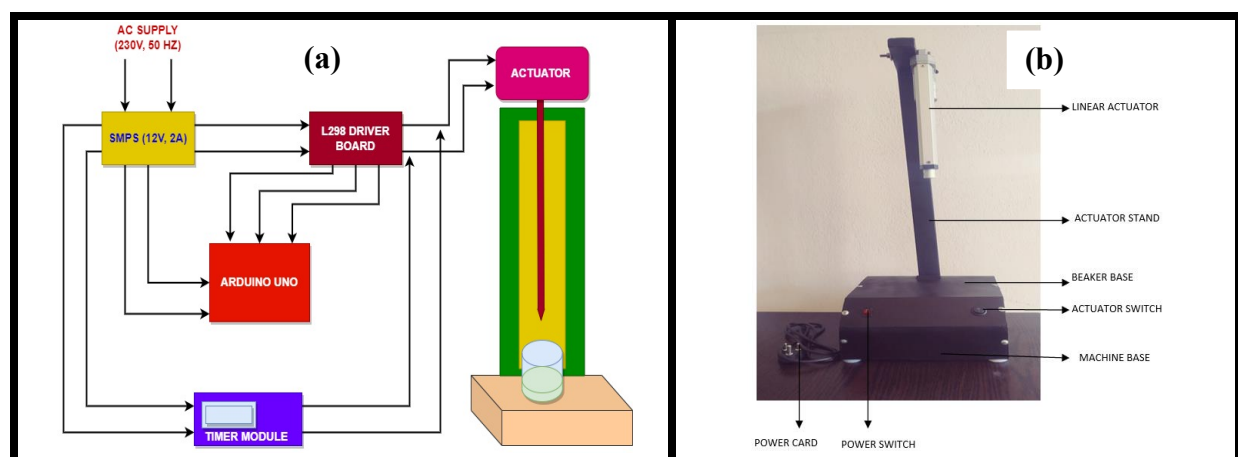 AC SUPPLY
(230V, 50 HZ)
(a)
ACTUATOR
SMPS (12V, 2A)
L298 DRIVER
BOARD
ARDUINO UNO
TIMER MODULE
(b)
LINEAR ACTUATOR
ACTUATOR STAND
BEAKER BASE
ACTUATOR SWITCH
MACHINE BASE
POWER CARD
POWER SWITCH